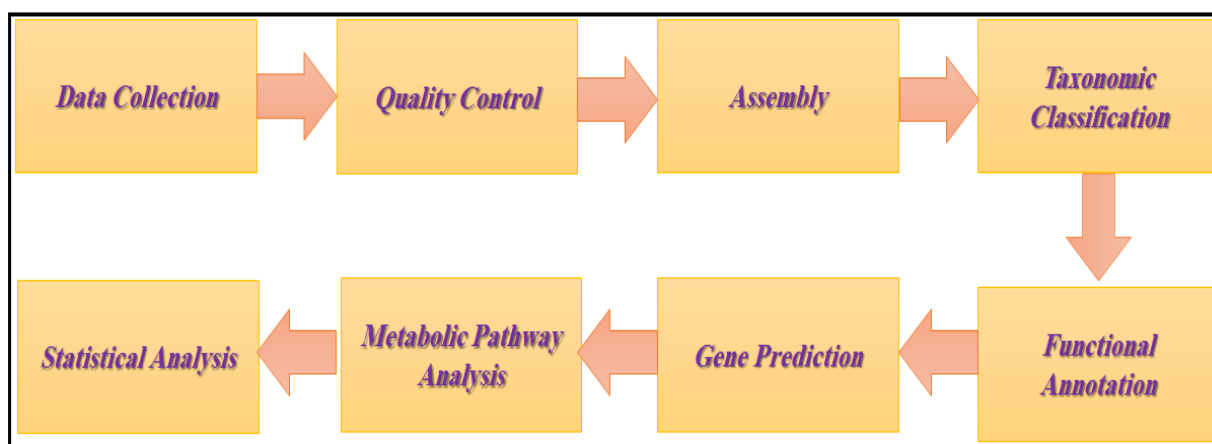 Data Collection
Quality Control
Assembly
Taxonomic
Classification
Functional
Annotation
Gene Prediction
Metabolic Pathway
Analysis
Statistical Analysis